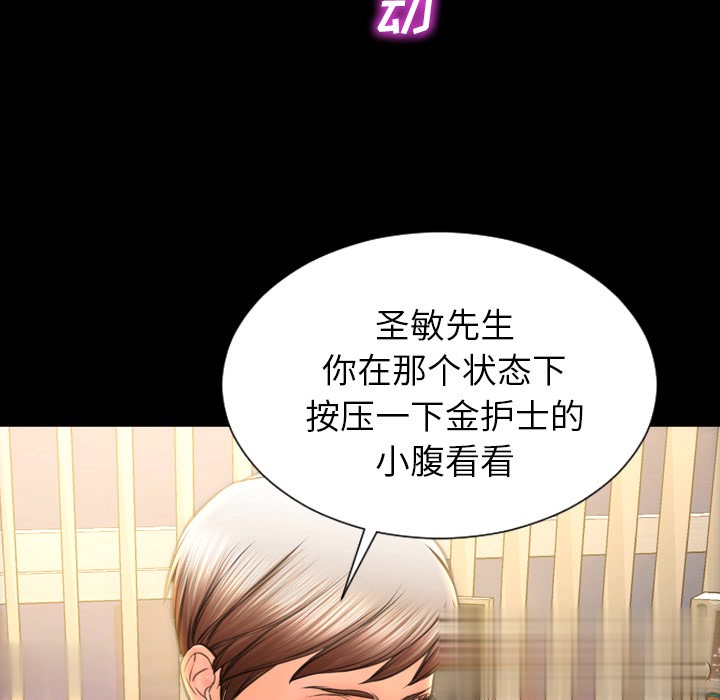 动
圣敏先生
你在那个状态下
按压一下金护士的
小腹看看